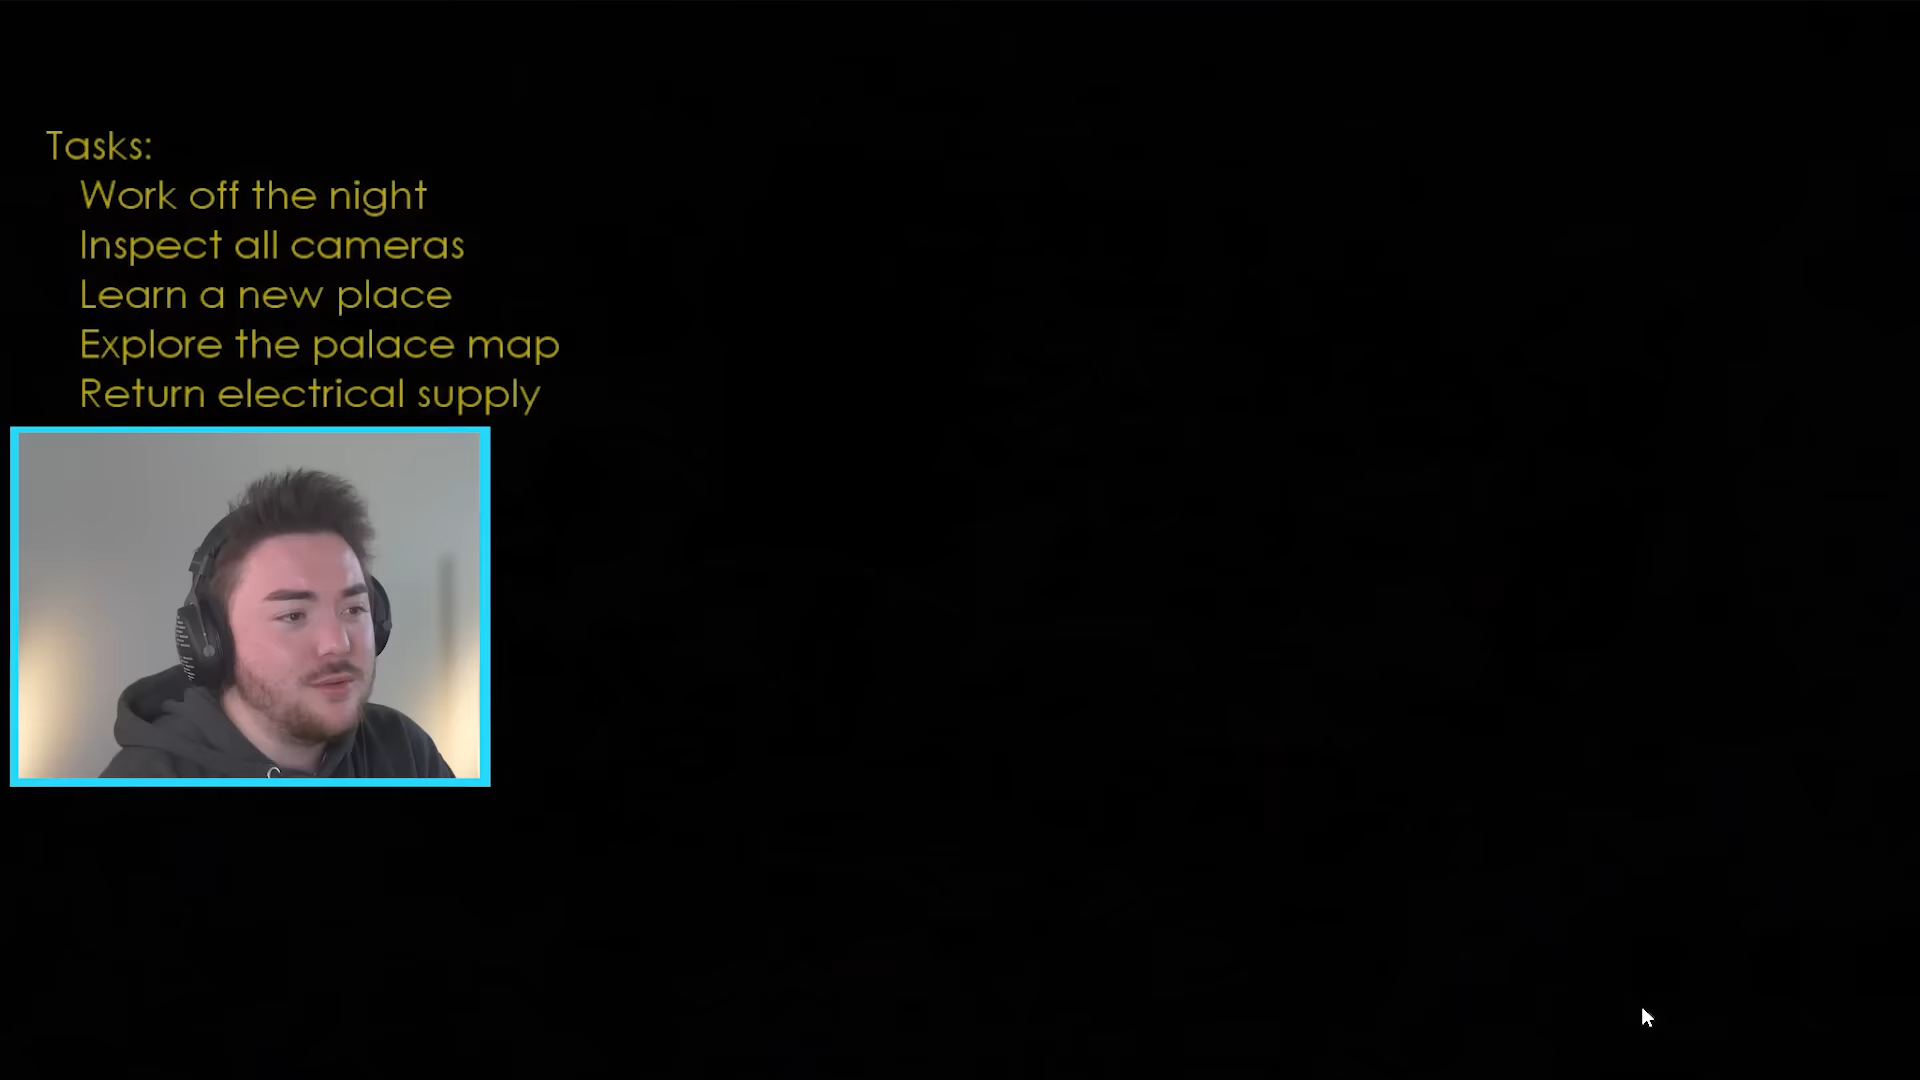 Tasks:
Work off the night
Inspect all cameras
Learn a new place
Explore the palace map
Return electrical supply